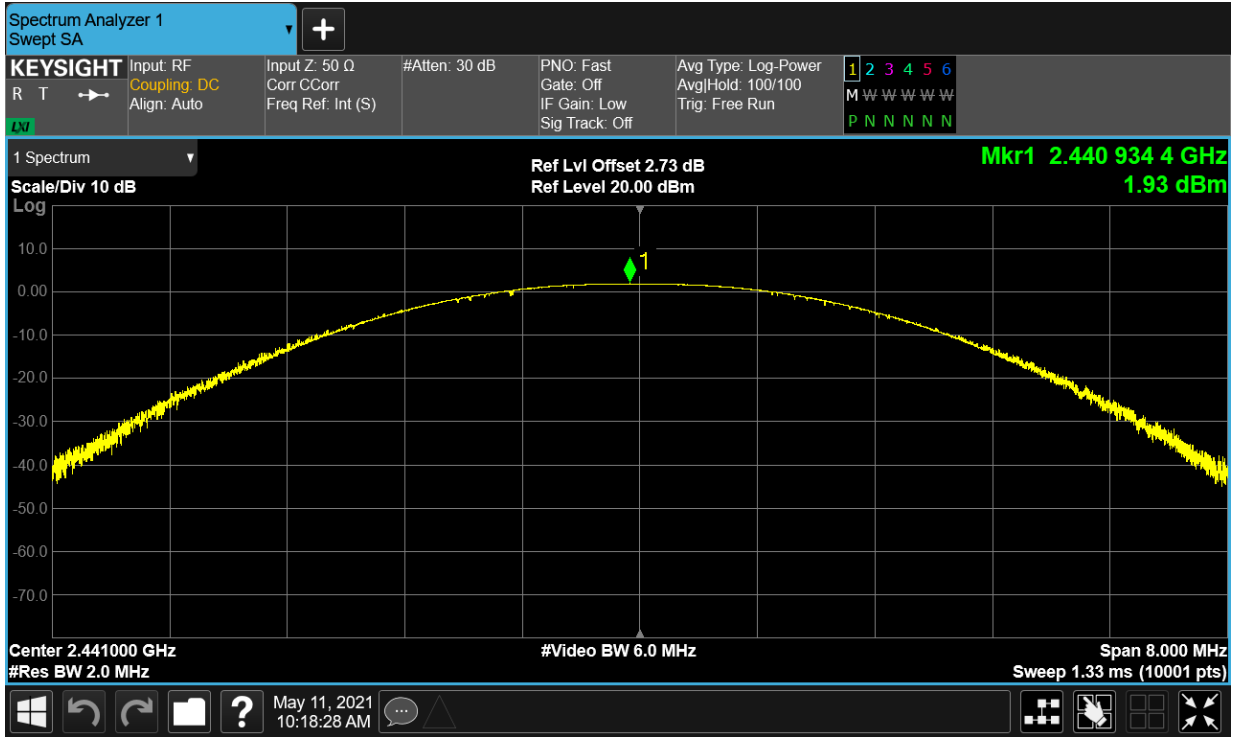 Spectrum Analyzer 1
Swept SA
KEYSIGHT
R T
LXI
Input: RF
Coupling: DC
Align: Auto
Input Z: 50 Ω
Corr CCorr
Freq Ref: Int (S)
#Atten: 30 dB
PNO: Fast
Gate: Off
IF Gain: Low
Sig Track: Off
Avg Type: Log-Power
Avg|Hold: 100/100
Trig: Free Run
1 2 3 4 5 6
M W W W W W
P N N N N N
1 Spectrum
Scale/Div 10 dB
Log
Ref Lvl Offset 2.73 dB
Ref Level 20.00 dBm
Mkr1 2.440 934 4 GHz
1.93 dBm
10.0
1
0.00
-10.0
-20.0
-30.0
-40.0
-50.0
-60.0
-70.0
Center 2.441000 GHz
#Res BW 2.0 MHz
#Video BW 6.0 MHz
Span 8.000 MHz
Sweep 1.33 ms (10001 pts)
?
May 11, 2021
10:18:28 AM